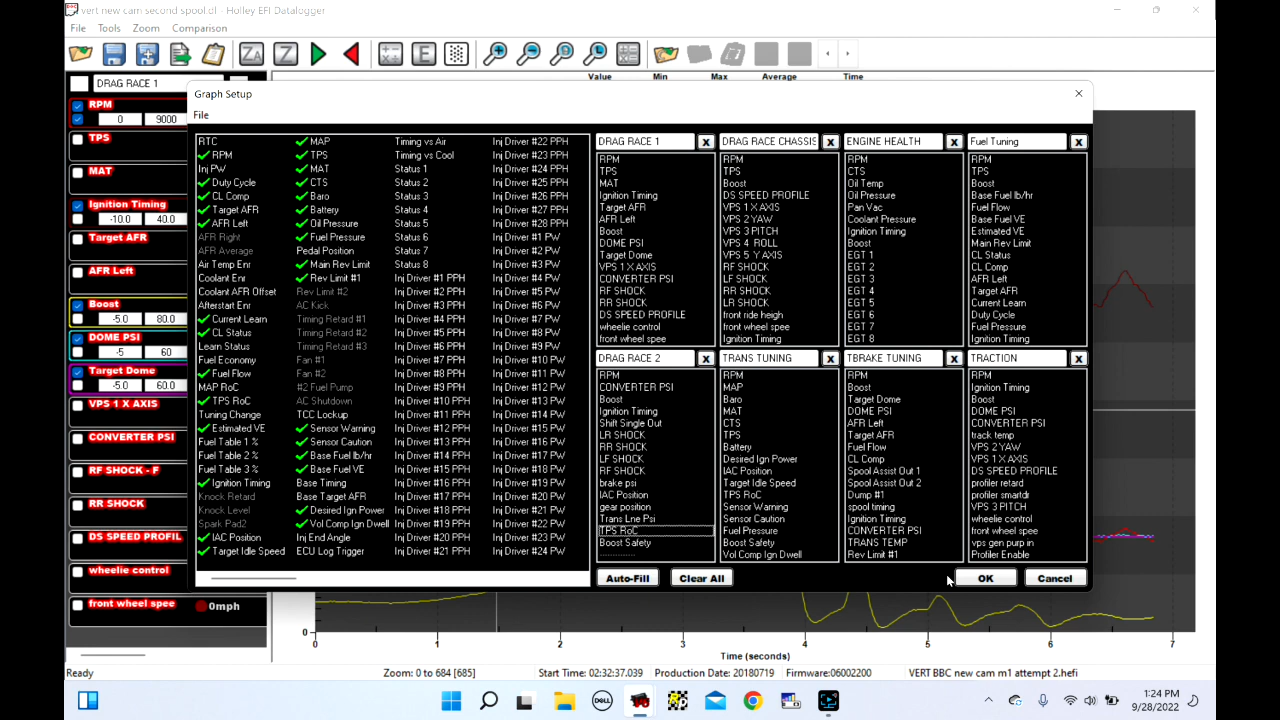 vert new cam second spool.dl - Holley EFI Datalogger
File Tools Zoom Comparison
Value Min Max Average Time
DRAG RACE 1
RPM
0 9000
TPS
MAT
Ignition Timing
-10.0 40.0
Target AFR
AFR Left
Boost
-5.0 80.0
DOME PSI
-5 60
Target Dome
-5.0 60.0
VPS 1 X AXIS
CONVERTER PSI
RF SHOCK - F
RR SHOCK
DS SPEED PROFIL
wheelie control
front wheel spee 0mph
Graph Setup
File
RTC
RPM
Inj PW
Duty Cycle
CL Comp
Target AFR
AFR Left
AFR Right
AFR Average
Air Temp Enr
Coolant Enr
Coolant AFR Offset
Afterstart Enr
Current Learn
CL Status
Learn Status
Fuel Economy
Fuel Flow
MAP RoC
TPS RoC
Tuning Change
Estimated VE
Fuel Table 1 %
Fuel Table 2 %
Fuel Table 3 %
Ignition Timing
Knock Retard
Knock Level
Spark Pad2
IAC Position
Target Idle Speed
MAP
TPS
MAT
CTS
Baro
Battery
Oil Pressure
Fuel Pressure
Pedal Position
Main Rev Limit
Rev Limit #1
Rev Limit #2
AC Kick
Timing Retard #1
Timing Retard #2
Timing Retard #3
Fan #1
Fan #2
#2 Fuel Pump
AC Shutdown
TCC Lockup
Sensor Warning
Sensor Caution
Base Fuel lb/hr
Base Fuel VE
Base Timing
Base Target AFR
Desired Ign Power
Vol Comp Ign Dwell
Inj End Angle
ECU Log Trigger
Timing vs Air
Timing vs Cool
Status 1
Status 2
Status 3
Status 4
Status 5
Status 6
Status 7
Status 8
Inj Driver #1 PPH
Inj Driver #2 PPH
Inj Driver #3 PPH
Inj Driver #4 PPH
Inj Driver #5 PPH
Inj Driver #6 PPH
Inj Driver #7 PPH
Inj Driver #8 PPH
Inj Driver #9 PPH
Inj Driver #10 PPH
Inj Driver #11 PPH
Inj Driver #12 PPH
Inj Driver #13 PPH
Inj Driver #14 PPH
Inj Driver #15 PPH
Inj Driver #16 PPH
Inj Driver #17 PPH
Inj Driver #18 PPH
Inj Driver #19 PPH
Inj Driver #20 PPH
Inj Driver #21 PPH
Inj Driver #22 PPH
Inj Driver #23 PPH
Inj Driver #24 PPH
Inj Driver #25 PPH
Inj Driver #26 PPH
Inj Driver #27 PPH
Inj Driver #28 PPH
Inj Driver #1 PW
Inj Driver #2 PW
Inj Driver #3 PW
Inj Driver #4 PW
Inj Driver #5 PW
Inj Driver #6 PW
Inj Driver #7 PW
Inj Driver #8 PW
Inj Driver #9 PW
Inj Driver #10 PW
Inj Driver #11 PW
Inj Driver #12 PW
Inj Driver #13 PW
Inj Driver #14 PW
Inj Driver #15 PW
Inj Driver #16 PW
Inj Driver #17 PW
Inj Driver #18 PW
Inj Driver #19 PW
Inj Driver #20 PW
Inj Driver #21 PW
Inj Driver #22 PW
Inj Driver #23 PW
Inj Driver #24 PW
DRAG RACE 1 X
RPM
TPS
MAT
Ignition Timing
Target AFR
AFR Left
Boost
DOME PSI
Target Dome
VPS 1 X AXIS
CONVERTER PSI
RF SHOCK
RR SHOCK
DS SPEED PROFILE
wheelie control
front wheel spee
DRAG RACE CHASSIS X
RPM
TPS
Boost
DS SPEED PROFILE
VPS 1 X AXIS
VPS 2 YAW
VPS 3 PITCH
VPS 4 ROLL
VPS 5 Y AXIS
RF SHOCK
LF SHOCK
RR SHOCK
LR SHOCK
front ride heigh
front wheel spee
Ignition Timing
ENGINE HEALTH X
RPM
CTS
Oil Temp
Oil Pressure
Pan Vac
Coolant Pressure
Ignition Timing
Boost
EGT 1
EGT 2
EGT 3
EGT 4
EGT 5
EGT 6
EGT 7
EGT 8
Fuel Tuning X
RPM
TPS
Boost
Base Fuel lb/hr
Fuel Flow
Base Fuel VE
Estimated VE
Main Rev Limit
CL Status
CL Comp
AFR Left
Target AFR
Current Learn
Duty Cycle
Fuel Pressure
Ignition Timing
DRAG RACE 2 X
RPM
CONVERTER PSI
Boost
Ignition Timing
Shift Single Out
LR SHOCK
RR SHOCK
LF SHOCK
RF SHOCK
brake psi
IAC Position
gear position
Trans Lne Psi
TPS RoC
Boost Safety
----------------
TRANS TUNING X
RPM
MAP
Baro
MAT
CTS
TPS
Battery
Desired Ign Power
IAC Position
Target Idle Speed
TPS RoC
Sensor Warning
Sensor Caution
Fuel Pressure
Boost Safety
Vol Comp Ign Dwell
TBRAKE TUNING X
RPM
Boost
Target Dome
DOME PSI
AFR Left
Target AFR
Fuel Flow
CL Comp
Spool Assist Out 1
Spool Assist Out 2
Dump #1
spool timing
Ignition Timing
CONVERTER PSI
TRANS TEMP
Rev Limit #1
TRACTION X
RPM
Ignition Timing
Boost
DOME PSI
CONVERTER PSI
track temp
VPS 2 YAW
VPS 1 X AXIS
DS SPEED PROFILE
profiler retard
profiler smartdr
VPS 3 PITCH
wheelie control
front wheel spee
vps gen purp in
Profiler Enable
Auto-Fill Clear All OK Cancel
0
0 1 2 3 4 5 6 7
Time (seconds)
Ready Zoom: 0 to 684 [685] Start Time: 02:32:37.039 Production Date: 20180719 Firmware:06002200 VERT BBC new cam m1 attempt 2.hefi
DELL
1:24 PM
9/28/2022